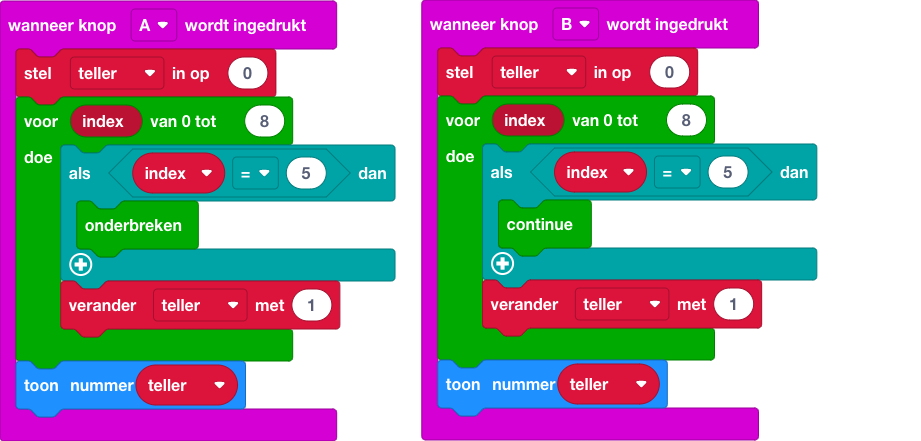 wanneer knop A wordt ingedrukt
stel teller in op 0
voor index van 0 tot 8
doe
als index = 5 dan
onderbreken
verander teller met 1
toon nummer teller
wanneer knop B wordt ingedrukt
stel teller in op 0
voor index van 0 tot 8
doe
als index = 5 dan
continue
verander teller met 1
toon nummer teller